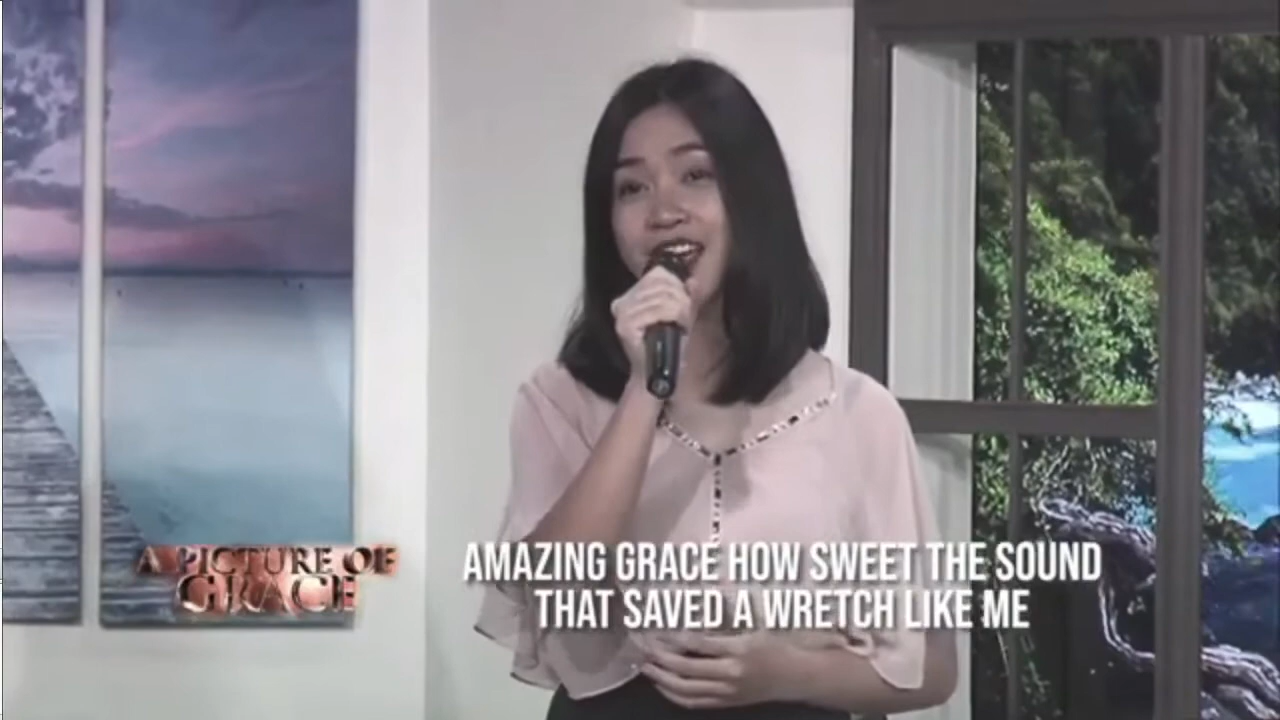 A PICTURE OF
GRACE
AMAZING GRACE HOW SWEET THE SOUND
THAT SAVED A WRETCH LIKE ME